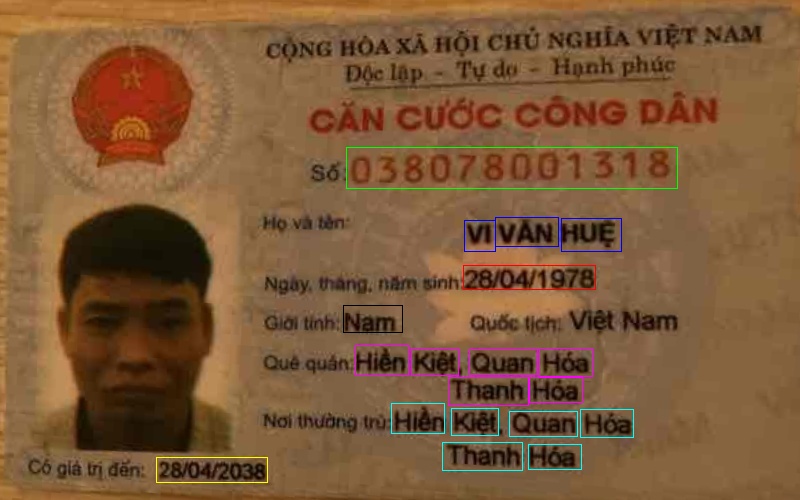 CỘNG HÒA XÃ HỘI CHỦ NGHĨA VIỆT NAM
Độc lập - Tự do - Hạnh phúc
CĂN CƯỚC CÔNG DÂN
Số: 038078001318
Họ và tên: VI VĂN HUỆ
Ngày, tháng, năm sinh: 28/04/1978
Giới tính: Nam Quốc tịch: Việt Nam
Quê quán: Hiền Kiệt, Quan Hóa
Thanh Hóa
Nơi thường trú: Hiền Kiệt, Quan Hóa
Thanh Hóa
Có giá trị đến: 28/04/2038